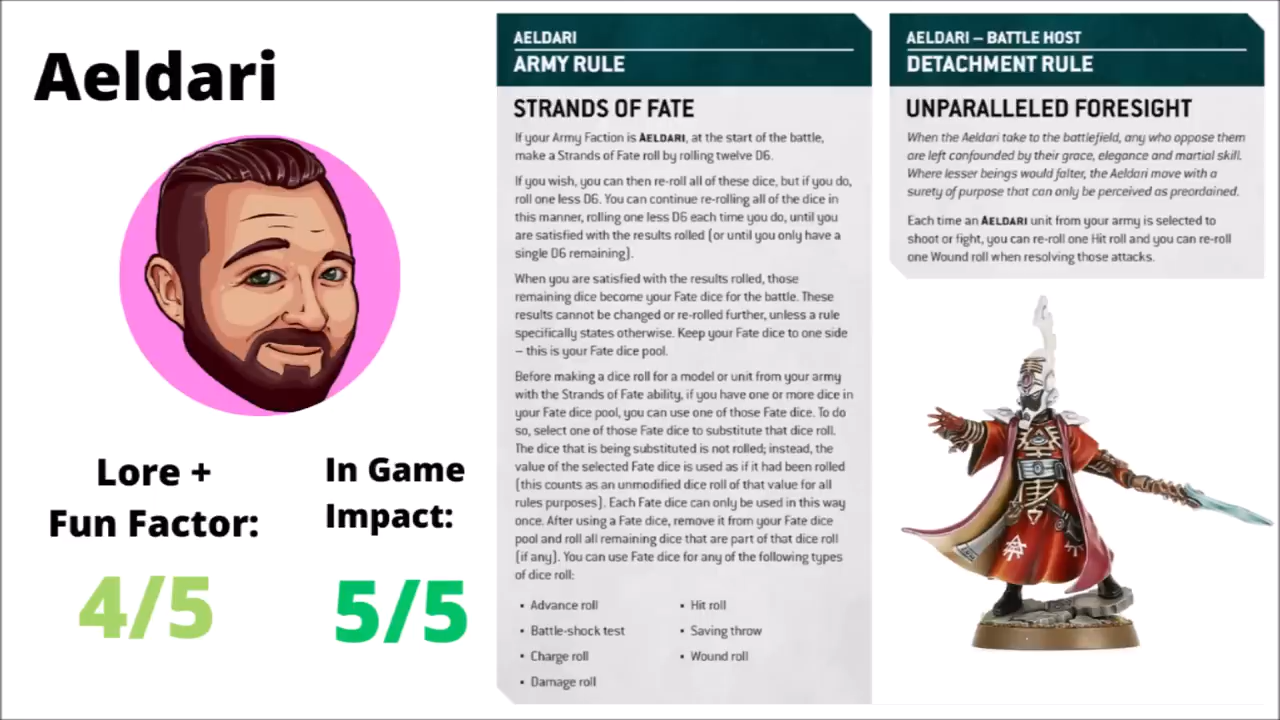 Aeldari
Lore +
Fun Factor:
4/5
In Game
Impact:
5/5
AELDARI
ARMY RULE
STRANDS OF FATE
If your Army Faction is AELDARI, at the start of the battle,
make a Strands of Fate roll by rolling twelve D6.
If you wish, you can then re-roll all of these dice, but if you do,
roll one less D6. You can continue re-rolling all of the dice in
this manner, rolling one less D6 each time you do, until you
are satisfied with the results rolled (or until you only have a
single D6 remaining).
When you are satisfied with the results rolled, those
remaining dice become your Fate dice for the battle. These
results cannot be changed or re-rolled further, unless a rule
specifically states otherwise. Keep your Fate dice to one side
– this is your Fate dice pool.
Before making a dice roll for a model or unit from your army
with the Strands of Fate ability, if you have one or more dice in
your Fate dice pool, you can use one of those Fate dice. To do
so, select one of those Fate dice to substitute that dice roll.
The dice that is being substituted is not rolled; instead, the
value of the selected Fate dice is used as if it had been rolled
(this counts as an unmodified dice roll of that value for all
rules purposes). Each Fate dice can only be used in this way
once. After using a Fate dice, remove it from your Fate dice
pool and roll all remaining dice that are part of that dice roll
(if any). You can use Fate dice for any of the following types
of dice roll:
▪ Advance roll
▪ Battle-shock test
▪ Charge roll
▪ Damage roll
▪ Hit roll
▪ Saving throw
▪ Wound roll
AELDARI – BATTLE HOST
DETACHMENT RULE
UNPARALLELED FORESIGHT
When the Aeldari take to the battlefield, any who oppose them
are left confounded by their grace, elegance and martial skill.
Where lesser beings would falter, the Aeldari move with a
surety of purpose that can only be perceived as preordained.
Each time an AELDARI unit from your army is selected to
shoot or fight, you can re-roll one Hit roll and you can re-roll
one Wound roll when resolving those attacks.